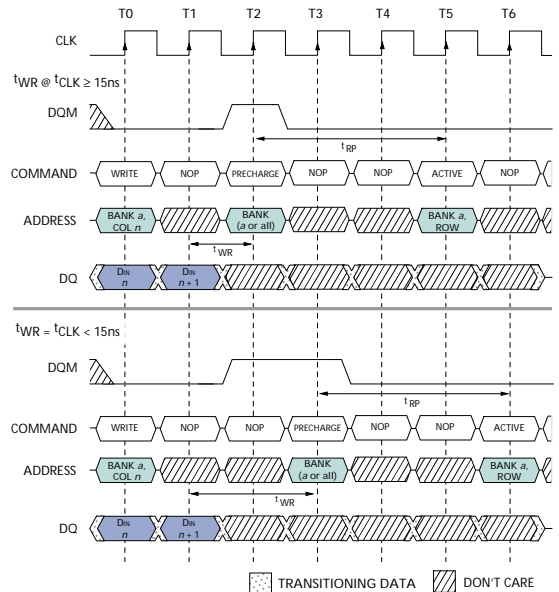 T0 T1 T2 T3 T4 T5 T6
CLK
tWR @ tCLK ≥ 15ns
DQM
tRP
COMMAND WRITE NOP PRECHARGE NOP NOP ACTIVE NOP
ADDRESS BANK a, COL n BANK (a or all) BANK a, ROW
tWR
DQ DIN n DIN n + 1
tWR = tCLK < 15ns
DQM
tRP
COMMAND WRITE NOP NOP PRECHARGE NOP NOP ACTIVE
ADDRESS BANK a, COL n BANK (a or all) BANK a, ROW
tWR
DQ DIN n DIN n + 1
TRANSITIONING DATA DON'T CARE